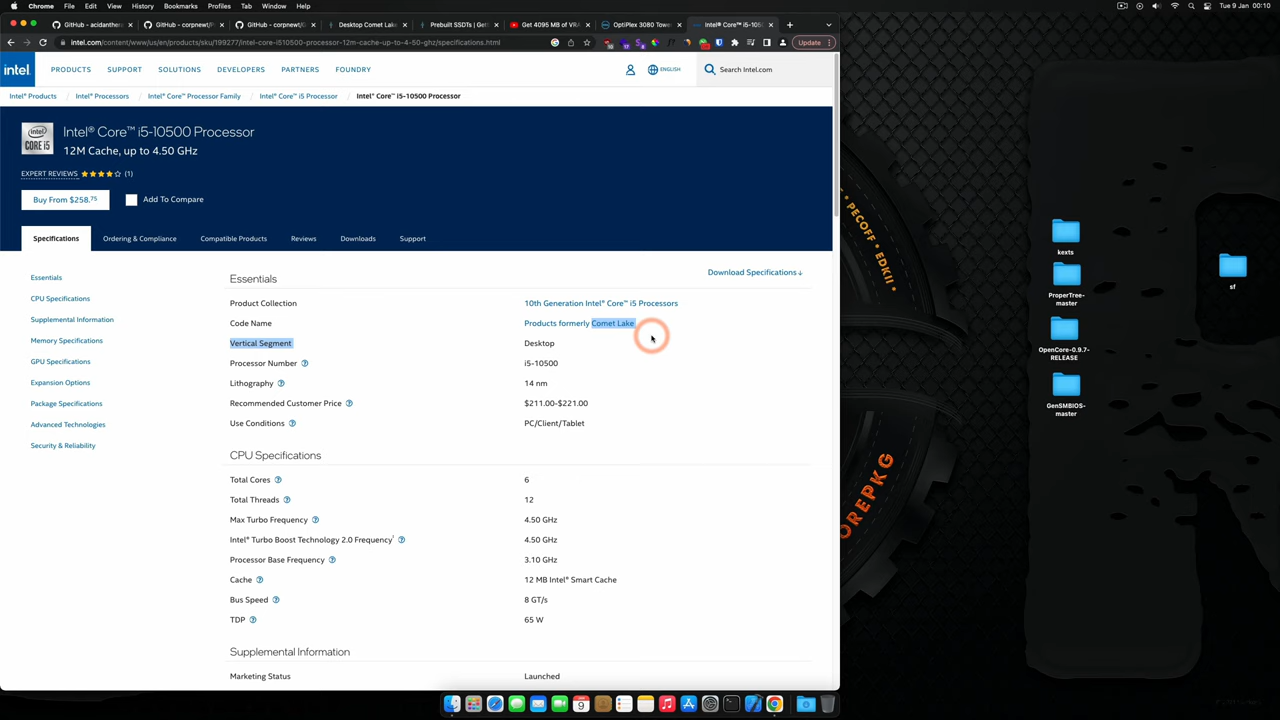 Chrome File Edit View History Bookmarks Profiles Tab Window Help
Tue 9 Jan 00:10
GitHub - acidanthera
GitHub - corpnewt/
GitHub - corpnewt/
Desktop Comet Lake
Prebuilt SSDTs | Get
Get 4095 MB of VRA
OptiPlex 3080 Tower
Intel® Core™ i5-105
intel.com/content/www/us/en/products/sku/199277/intel-core-i510500-processor-12m-cache-up-to-4-50-ghz/specifications.html
Update
intel. PRODUCTS SUPPORT SOLUTIONS DEVELOPERS PARTNERS FOUNDRY ENGLISH Search Intel.com
Intel® Products / Intel® Processors / Intel® Core™ Processor Family / Intel® Core™ i5 Processor / Intel® Core™ i5-10500 Processor
intel
CORE i5
Intel® Core™ i5-10500 Processor
12M Cache, up to 4.50 GHz
EXPERT REVIEWS (1)
Buy From $258.75 Add To Compare
Specifications Ordering & Compliance Compatible Products Reviews Downloads Support
Essentials
CPU Specifications
Supplemental Information
Memory Specifications
GPU Specifications
Expansion Options
Package Specifications
Advanced Technologies
Security & Reliability
Download Specifications ↓
Essentials
Product Collection 10th Generation Intel® Core™ i5 Processors
Code Name Products formerly Comet Lake
Vertical Segment Desktop
Processor Number i5-10500
Lithography 14 nm
Recommended Customer Price $211.00-$221.00
Use Conditions PC/Client/Tablet
CPU Specifications
Total Cores 6
Total Threads 12
Max Turbo Frequency 4.50 GHz
Intel® Turbo Boost Technology 2.0 Frequency‡ 4.50 GHz
Processor Base Frequency 3.10 GHz
Cache 12 MB Intel® Smart Cache
Bus Speed 8 GT/s
TDP 65 W
Supplemental Information
Marketing Status Launched
PECOFF • EDKII •
OREPKG
kexts
ProperTree-
master
OpenCore-0.9.7-
RELEASE
GenSMBIOS-
master
sf